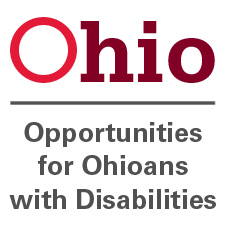 Ohio
Opportunities
for Ohioans
with Disabilities